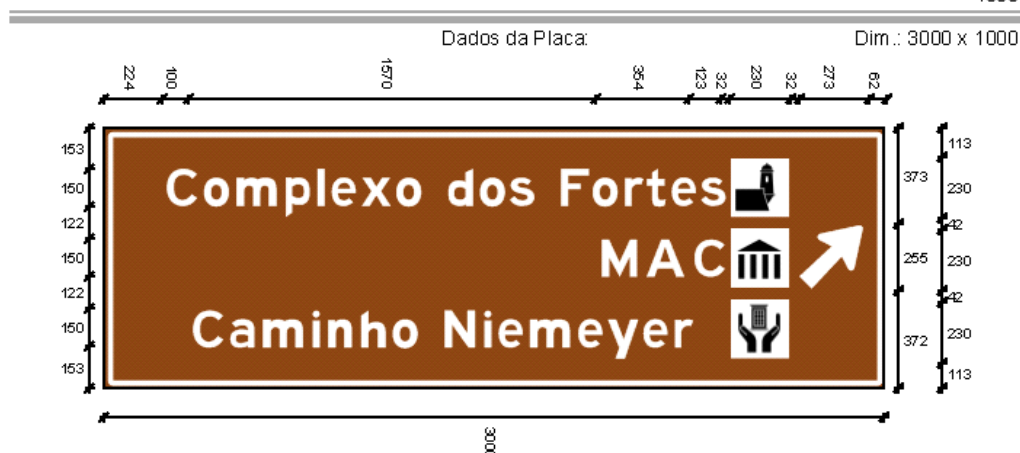 Dados da Placa:
Dim.: 3000 x 1000
224 100 1570 354 123 32 230 32 273 62
153
150
122
150
122
150
153
Complexo dos Fortes
MAC
Caminho Niemeyer
373
255
372
113
230
42
230
42
230
113